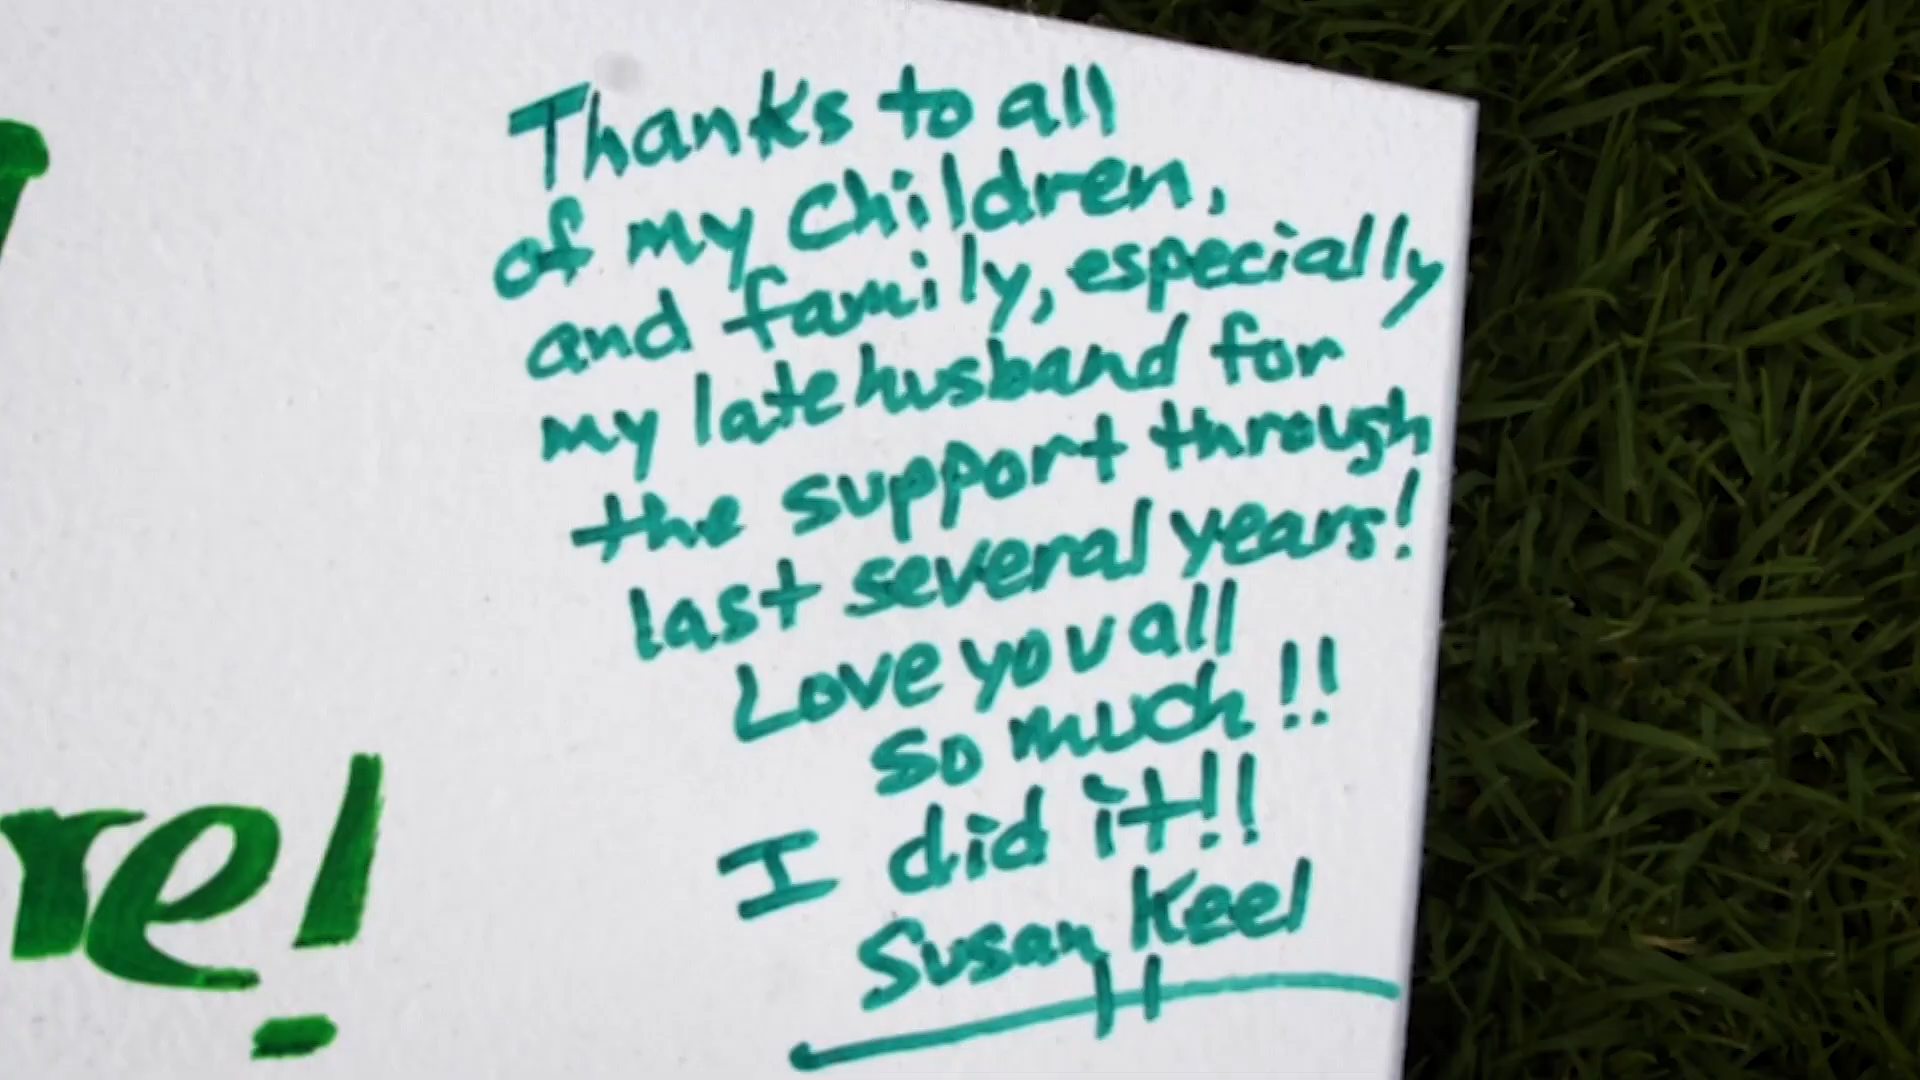 Thanks to all
of my children,
and family, especially
my late husband for
the support through
last several years!
Love you all
so much!!
I did it!!
Susan Keel
re!